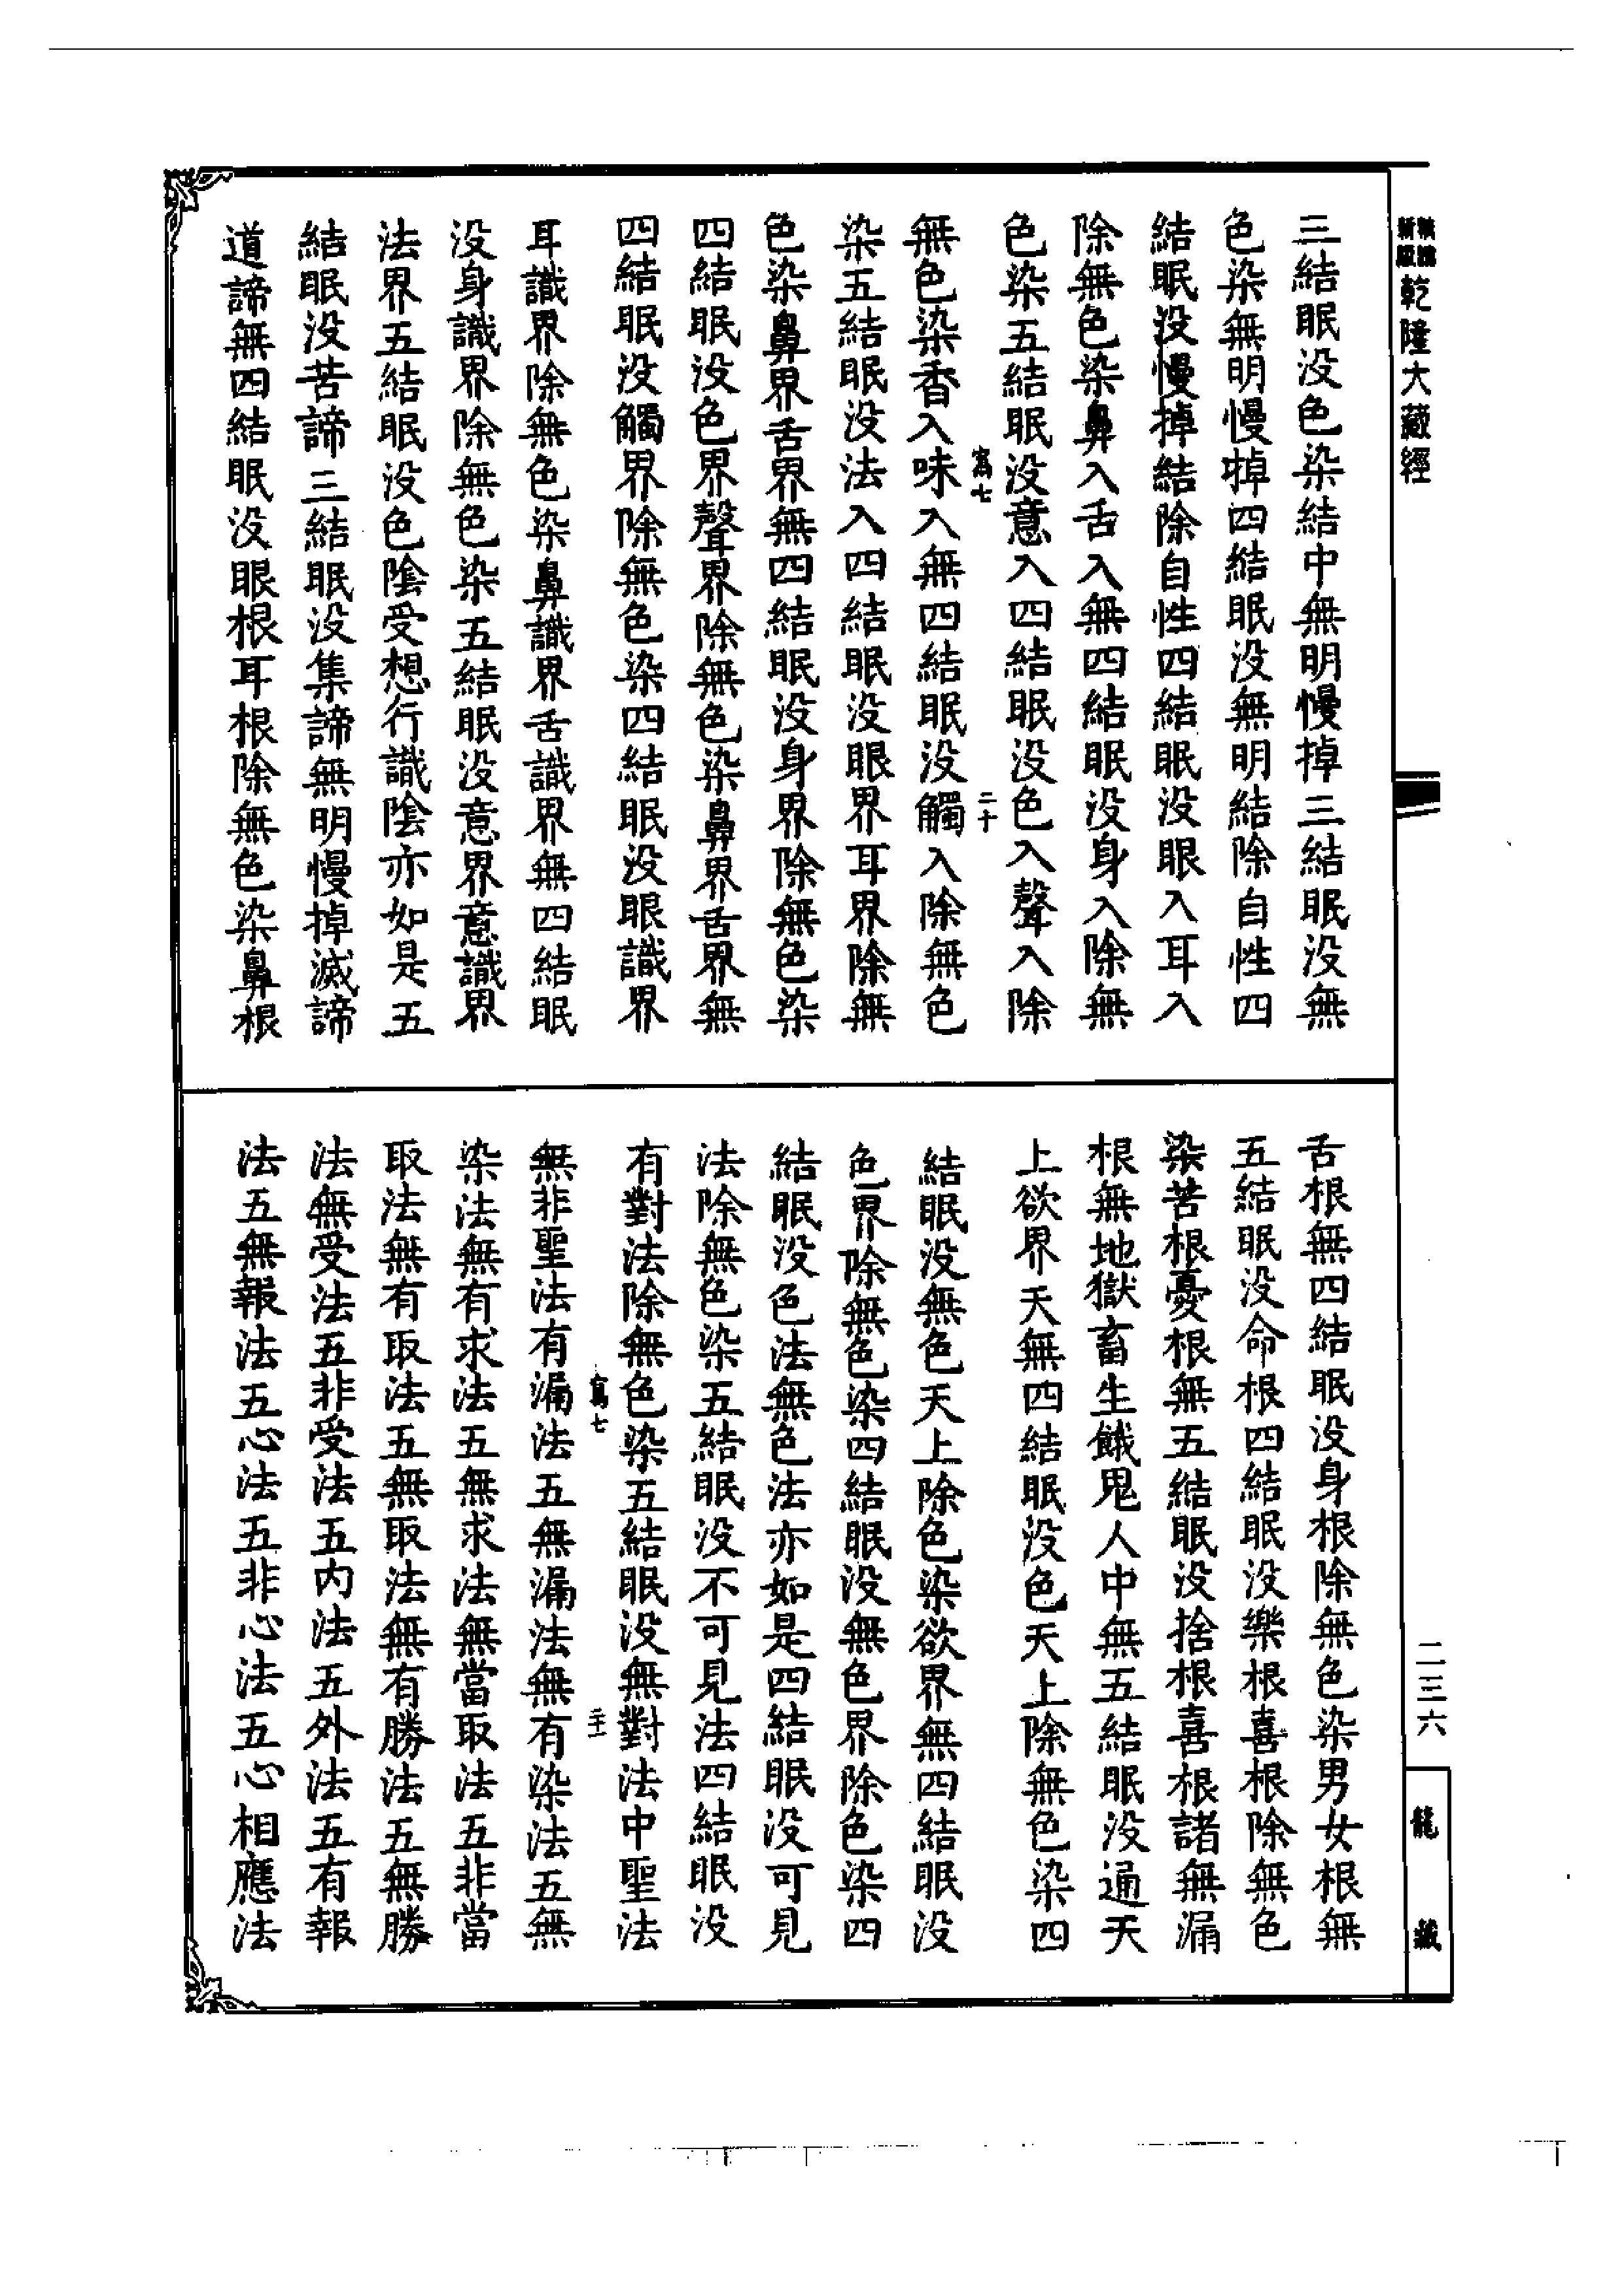 乾隆大藏經
三結眠没色染結中無明慢掉三結眠没無
色染無明慢掉四結眠没無明結除自性四
結眠没慢掉結除自性四結眠没眼入耳入
除無色染鼻入舌入無四結眠没身入除無
色染五結眠没意入四結眠没色入聲入除
寫七
二十
無色染香入味入無四結眠没觸入除無色
染五結眠没法入四結眠没眼界耳界除無
色染鼻界舌界無四結眠没身界除無色染
四結眠没色界聲界除無色染鼻界舌界無
四結眠没觸界除無色染四結眠没眼識界
耳識界除無色染鼻識界舌識界無四結眠
没身識界除無色染五結眠没意界意識界
法界五結眠没色陰受想行識陰亦如是五
結眠没苦諦三結眠没集諦無明慢掉滅諦
道諦無四結眠没眼根耳根除無色染鼻根
舌根無四結眠没身根除無色染男女根無
五結眠没命根四結眠没樂根喜根除無色
染苦根憂根無五結眠没捨根喜根諸無漏
根無地獄畜生餓鬼人中無五結眠没通天
上欲界天無四結眠没色天上除無色染四
結眠没無色天上除色染欲界無四結眠没
色界除無色染四結眠没無色界除色染四
結眠没色法無色法亦如是四結眠没可見
法除無色染五結眠没不可見法四結眠没
有對法除無色染五結眠没無對法中聖法
寫七
二十一
無非聖法有漏法五無漏法無有染法五無
染法無有求法五無求法無當取法五非當
取法無有取法五無取法無有勝法五無勝
法無受法五非受法五内法五外法五有報
法五無報法五心法五非心法五心相應法
二三六
龍藏